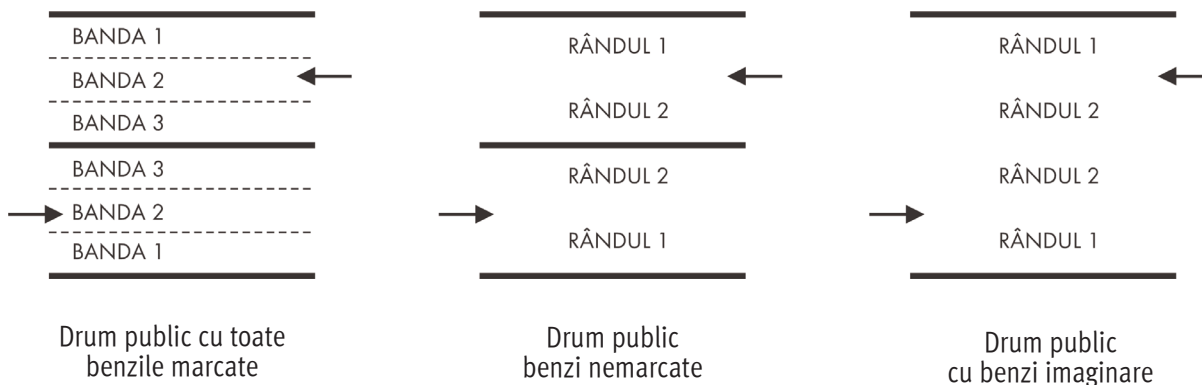 BANDA 1
BANDA 2
BANDA 3
BANDA 3
BANDA 2
BANDA 1
Drum public cu toate
benzile marcate
RÂNDUL 1
RÂNDUL 2
RÂNDUL 2
RÂNDUL 1
Drum public
benzi nemarcate
RÂNDUL 1
RÂNDUL 2
RÂNDUL 2
RÂNDUL 1
Drum public
cu benzi imaginare